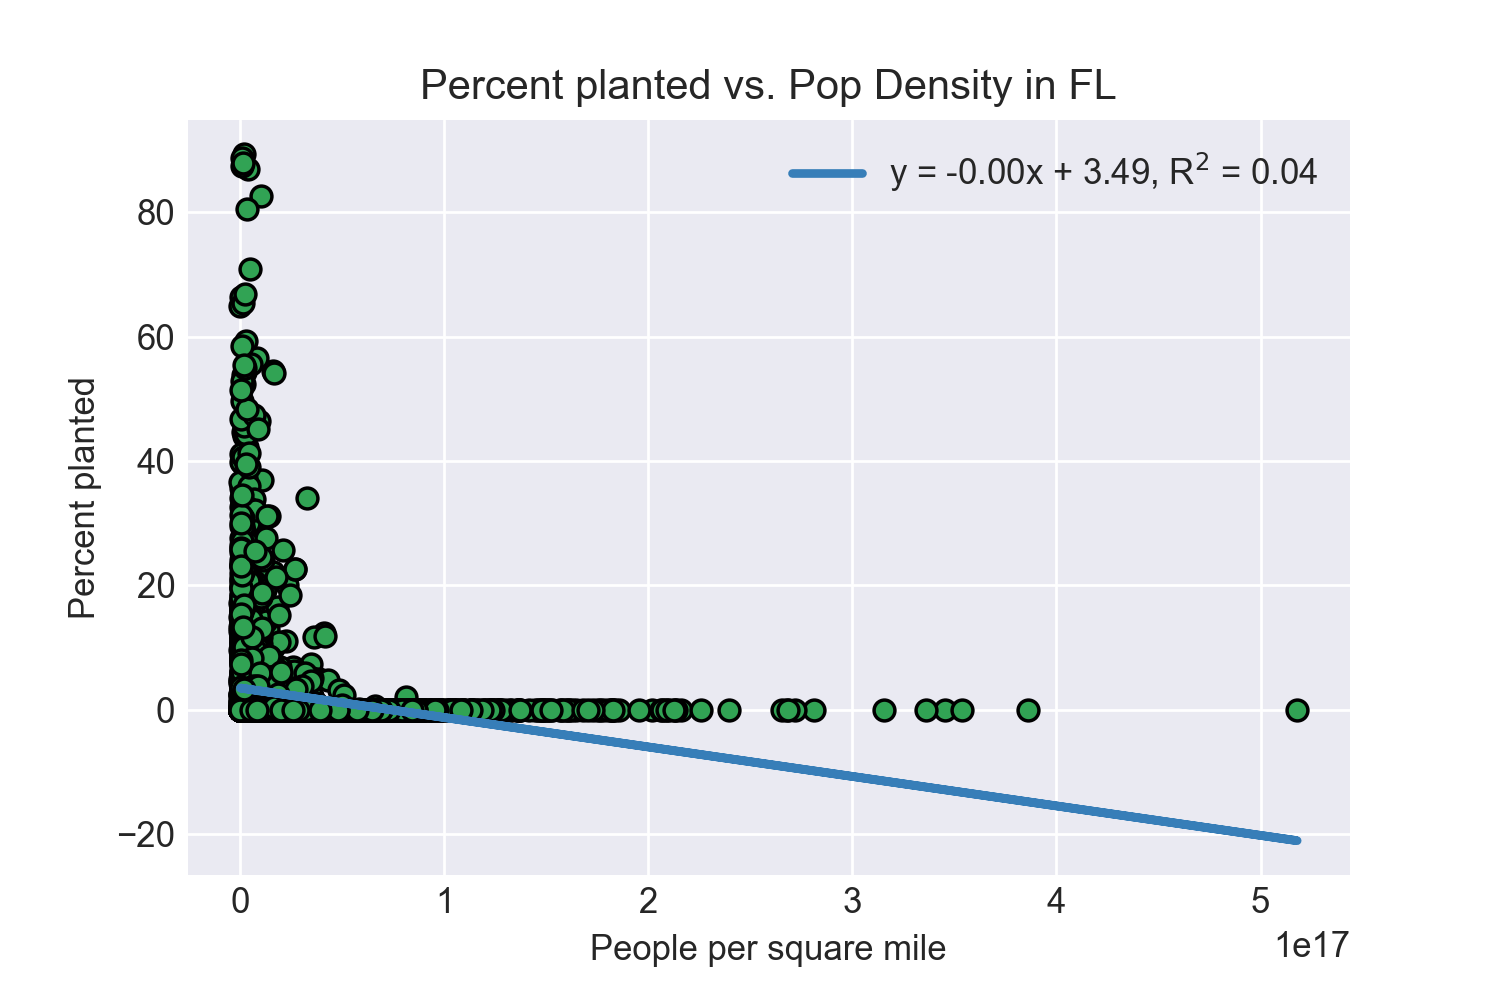 Percent planted vs. Pop Density in FL
y = -0.00x + 3.49, R² = 0.04
80
60
40
20
0
−20
Percent planted
0 1 2 3 4 5
1e17
People per square mile